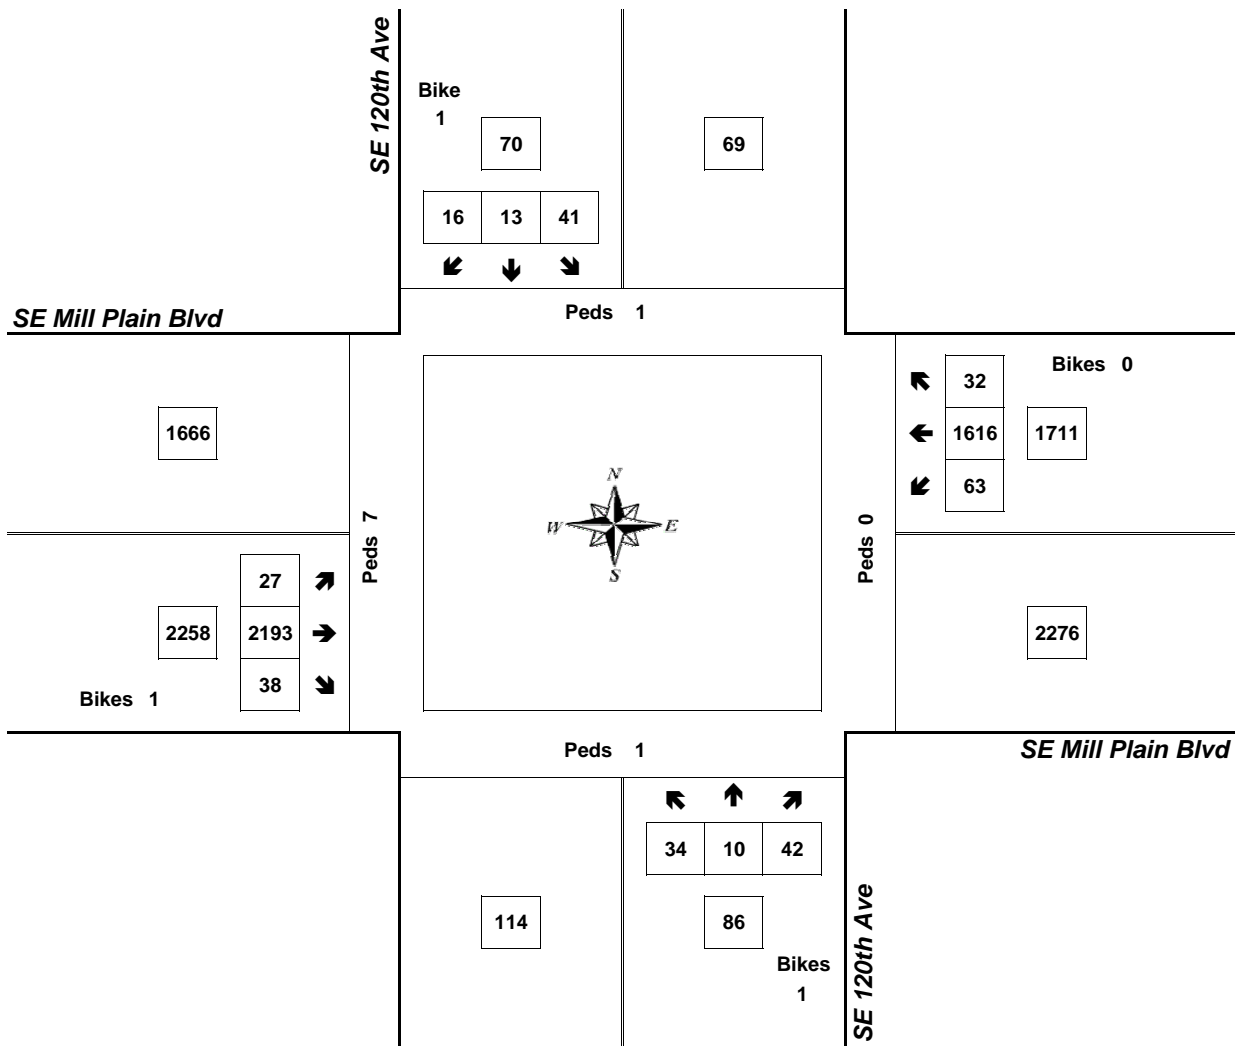 SE 120th Ave
Bike
1
70
69
16 13 41
Peds 1
SE Mill Plain Blvd
Bikes 0
32
1666
1616 1711
63
N
W E
S
Peds 7
Peds 0
27
2258 2193
2276
38
Bikes 1
Peds 1
SE Mill Plain Blvd
34 10 42
114
86
Bikes
1
SE 120th Ave